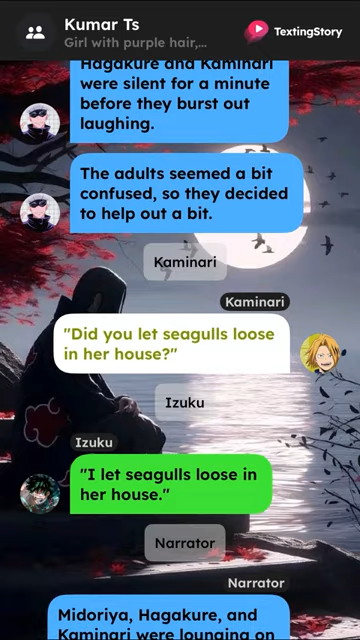 Kumar Ts
Girl with purple hair,...
TextingStory
Hagakure and Kaminari
were silent for a minute
before they burst out
laughing.
The adults seemed a bit
confused, so they decided
to help out a bit.
Kaminari
Kaminari
"Did you let seagulls loose
in her house?"
Izuku
Izuku
"I let seagulls loose in
her house."
Narrator
Narrator
Midoriya, Hagakure, and
Kaminari were lounging on